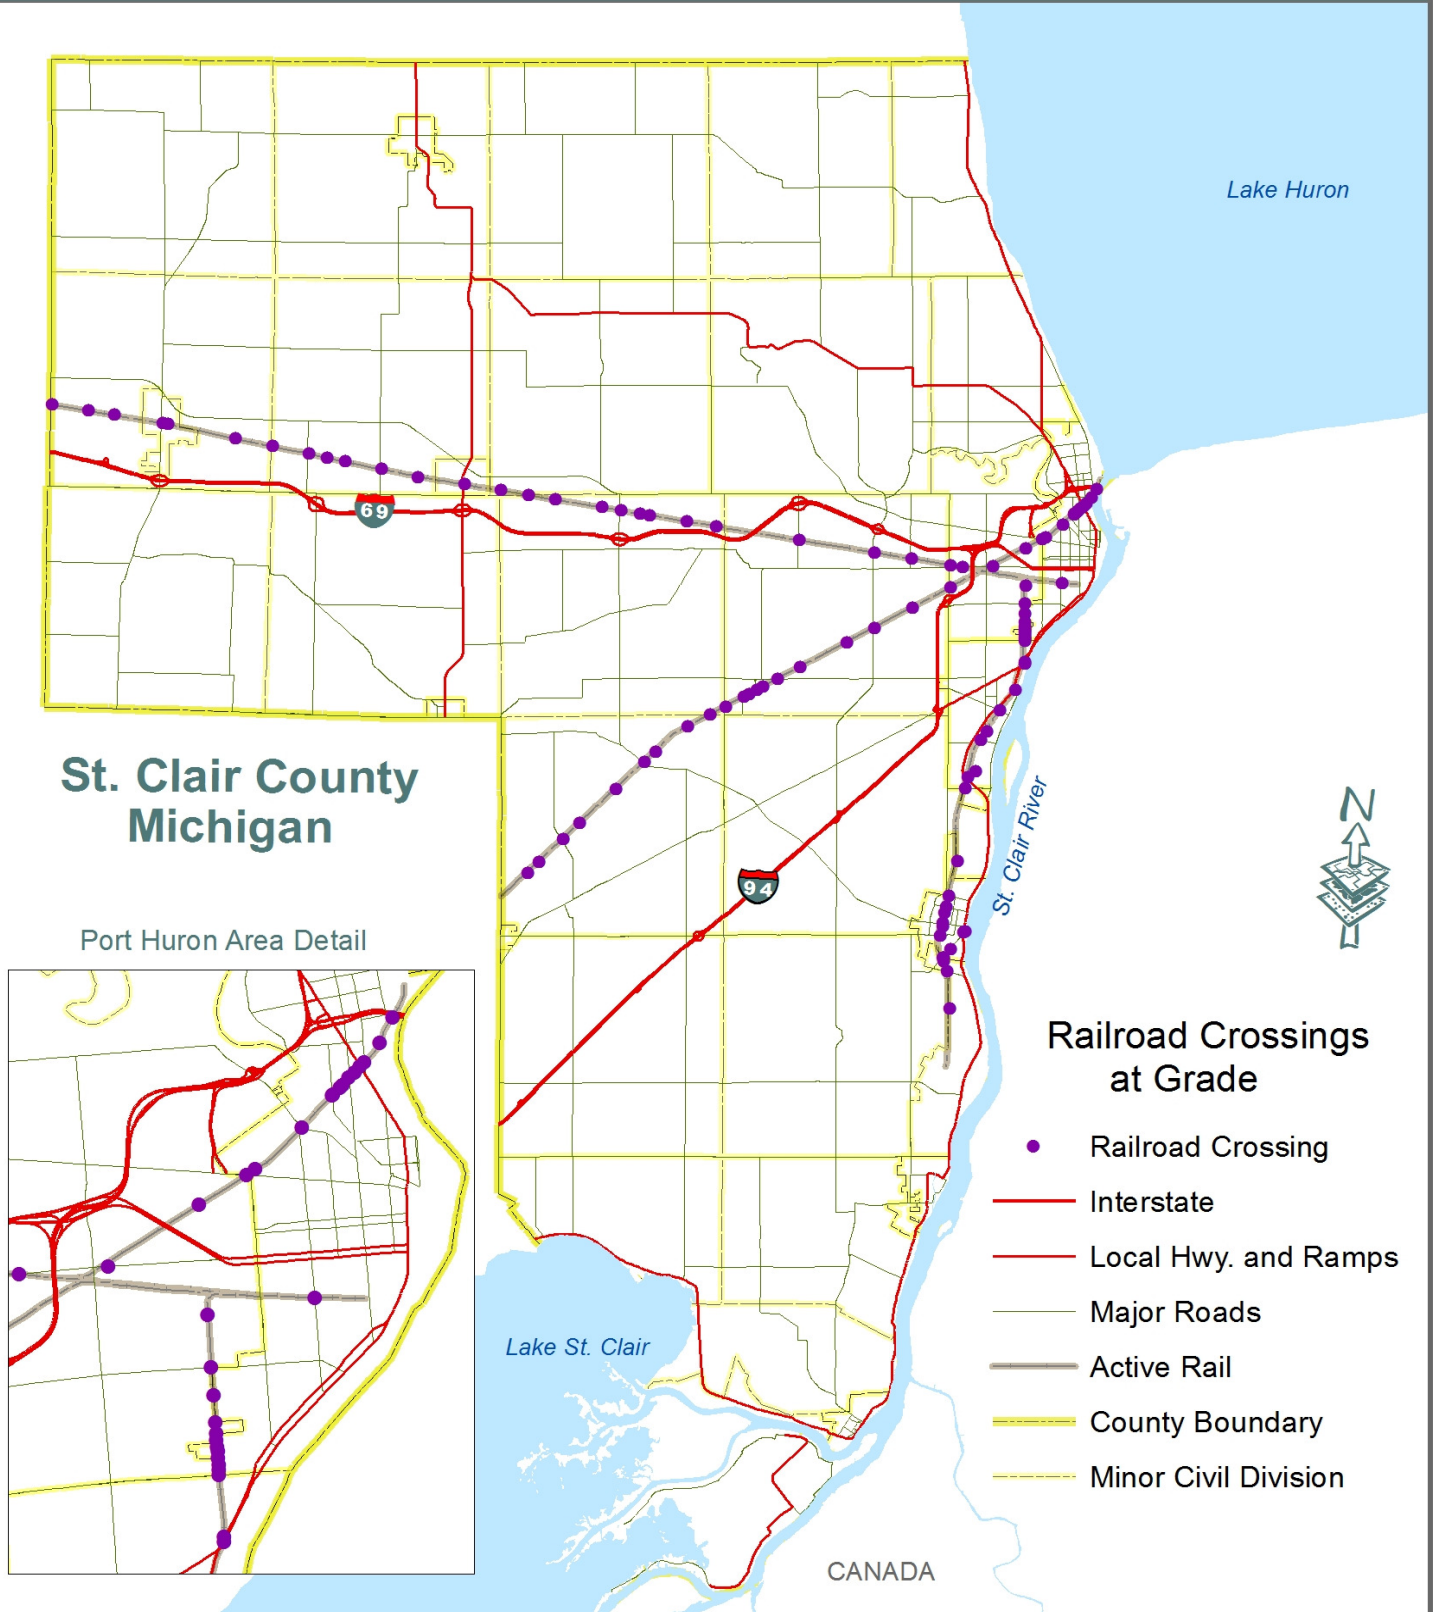 Lake Huron
69
St. Clair County
Michigan
St. Clair River
N
94
Port Huron Area Detail
Railroad Crossings
at Grade
Railroad Crossing
Interstate
Local Hwy. and Ramps
Major Roads
Active Rail
County Boundary
Minor Civil Division
Lake St. Clair
CANADA